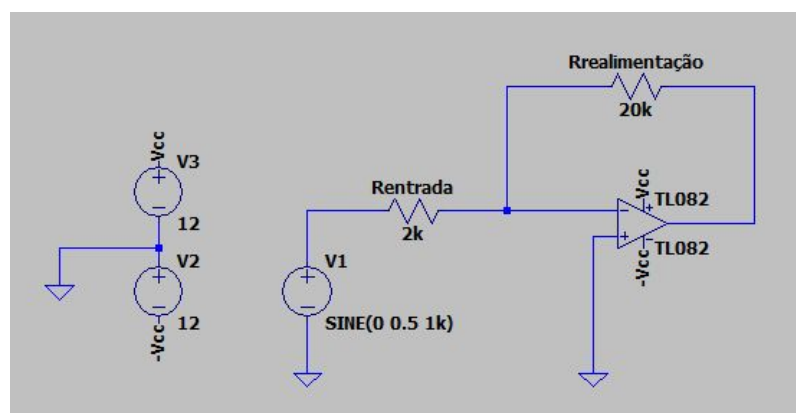 Rrealimentação
20k
Vcc
V3
12
V2
12
-Vcc
Rentrada
2k
V1
SINE(0 0.5 1k)
Vcc
TL082
TL082
-Vcc